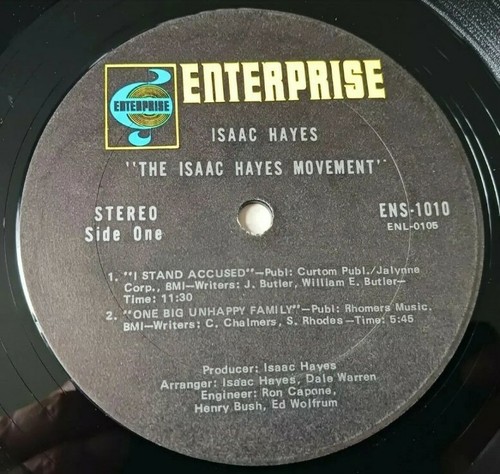 ENTERPRISE
ENTERPRISE
ISAAC HAYES
"THE ISAAC HAYES MOVEMENT"
STEREO
Side One
ENS-1010
ENL-0105
1. "I STAND ACCUSED"—Publ: Curtom Publ./Jalynne
Corp., BMI—Writers: J. Butler, William E. Butler—
Time: 11:30
2. "ONE BIG UNHAPPY FAMILY"—Publ: Rhomers Music.
BMI—Writers: C. Chalmers, S. Rhodes—Time: 5:45
Producer: Isaac Hayes
Arranger: Isaac Hayes, Dale Warren
Engineer: Ron Capone,
Henry Bush, Ed Wolfrum